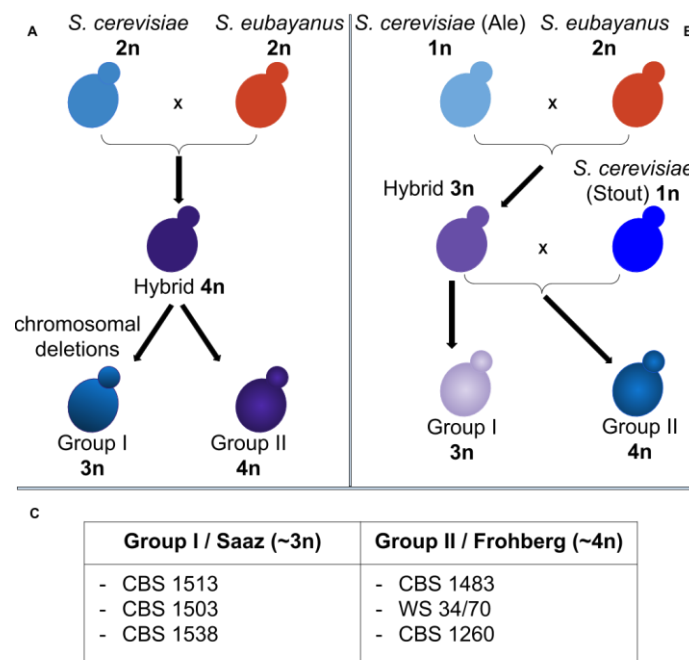 A
S. cerevisiae
2n
S. eubayanus
2n
x
Hybrid 4n
chromosomal
deletions
Group I
3n
Group II
4n
B
S. cerevisiae (Ale)
1n
S. eubayanus
2n
x
Hybrid 3n
S. cerevisiae
(Stout) 1n
x
Group I
3n
Group II
4n
C
Group I / Saaz (~3n)
Group II / Frohberg (~4n)
- CBS 1513
- CBS 1503
- CBS 1538
- CBS 1483
- WS 34/70
- CBS 1260